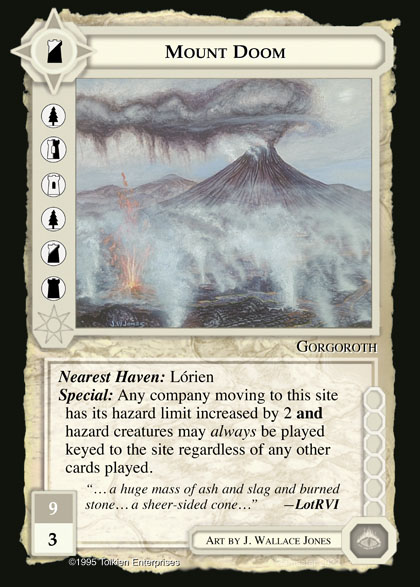 MOUNT DOOM
J.W.Jones
GORGOROTH
Nearest Haven: Lórien
Special: Any company moving to this site
has its hazard limit increased by 2 and
hazard creatures may always be played
keyed to the site regardless of any other
cards played.
“… a huge mass of ash and slag and burned
stone… a sheer-sided cone…” —LotRVI
9
3
ART BY J. WALLACE JONES
©1995 Tolkien Enterprises